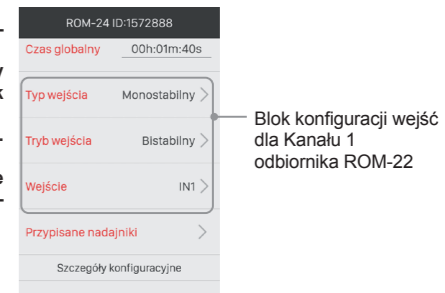 ROM-24 ID:1572888
Czas globalny 00h:01m:40s
Typ wejścia Monostabilny
Tryb wejścia Bistabilny
Wejście IN1
Przypisane nadajniki
Szczegóły konfiguracyjne
Blok konfiguracji wejść
dla Kanału 1
odbiornika ROM-22